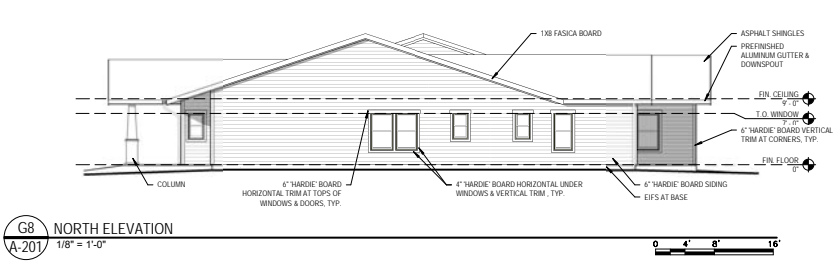 1X8 FASICA BOARD
ASPHALT SHINGLES
PREFINISHED
ALUMINUM GUTTER &
DOWNSPOUT
FIN. CEILING
9'- 0"
T.O. WINDOW
7'- 0"
6" 'HARDIE' BOARD VERTICAL
TRIM AT CORNERS, TYP.
FIN. FLOOR
0"
COLUMN
6" 'HARDIE' BOARD
HORIZONTAL TRIM AT TOPS OF
WINDOWS & DOORS, TYP.
4" 'HARDIE' BOARD HORIZONTAL UNDER
WINDOWS & VERTICAL TRIM , TYP.
6" 'HARDIE' BOARD SIDING
EIFS AT BASE
G8
A-201
NORTH ELEVATION
1/8" = 1'-0"
0 4' 8' 16'